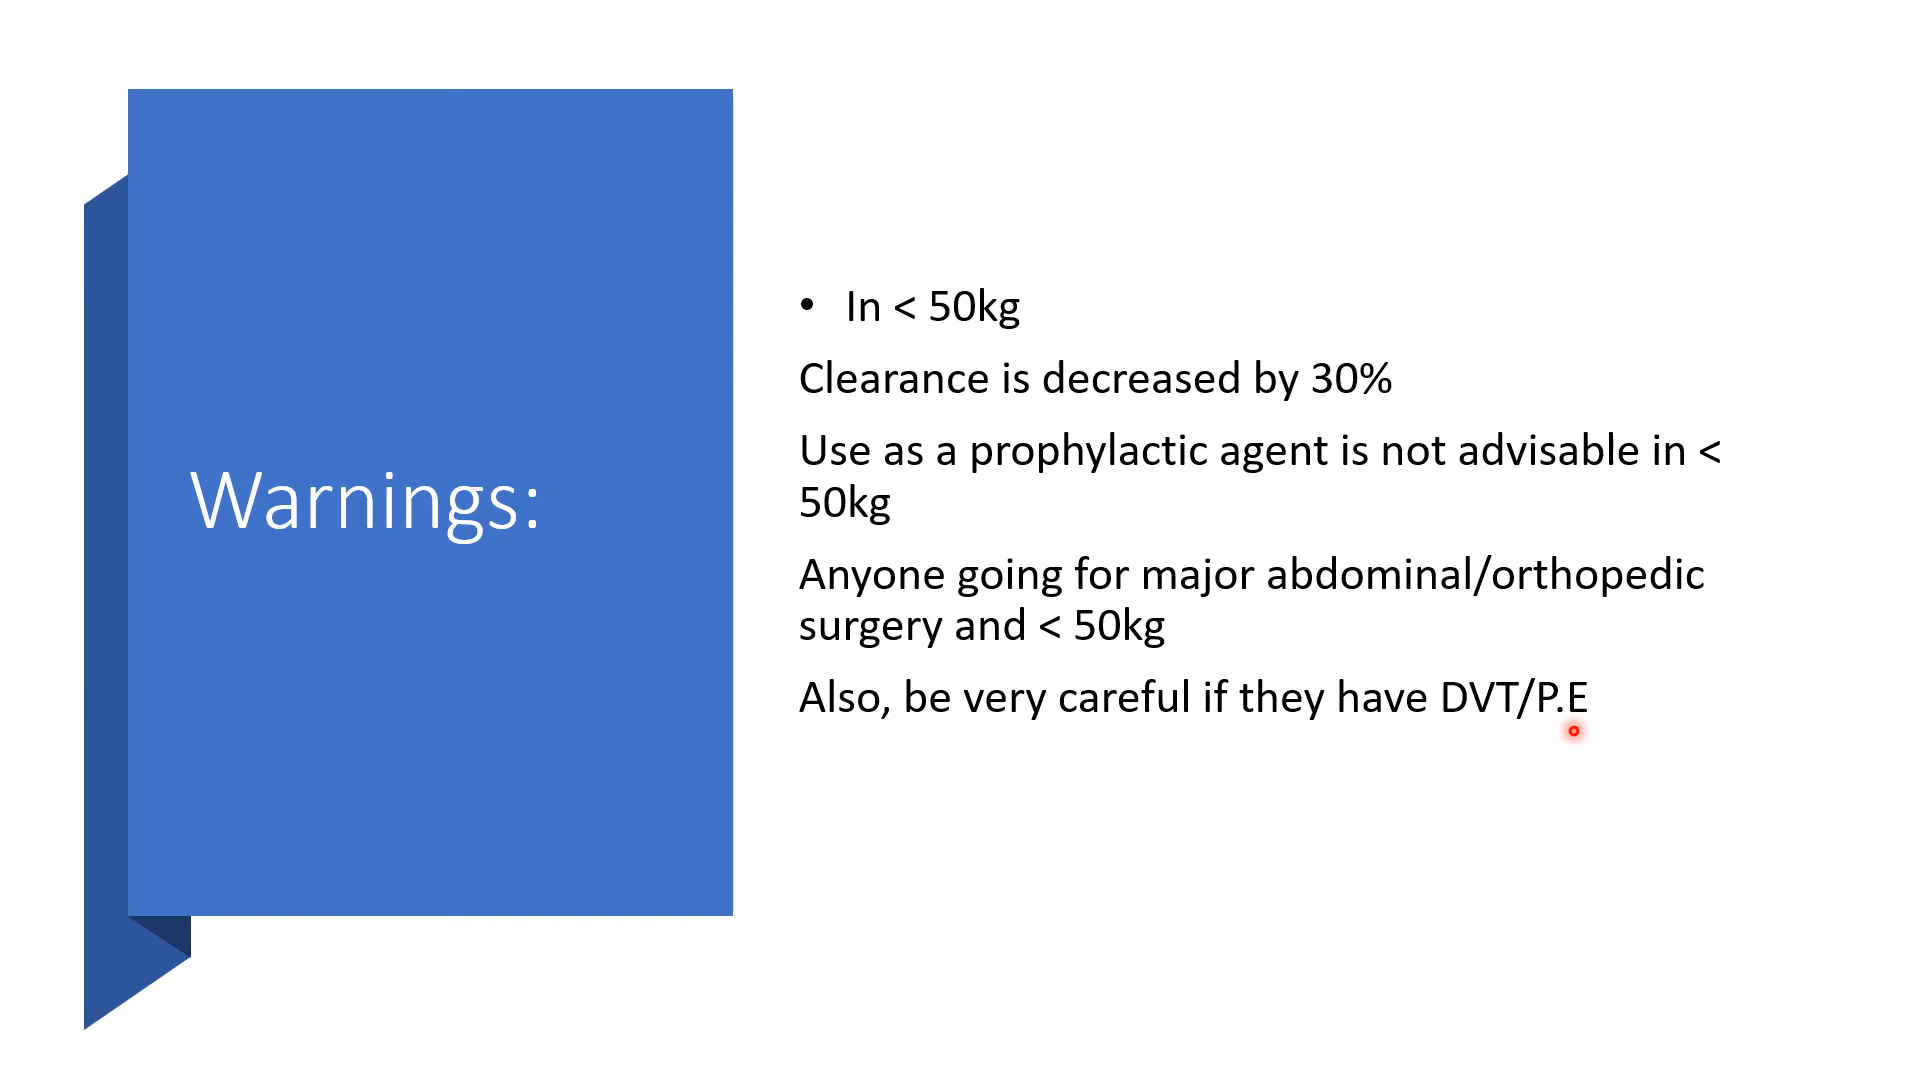 Warnings:
• In < 50kg
Clearance is decreased by 30%
Use as a prophylactic agent is not advisable in <
50kg
Anyone going for major abdominal/orthopedic
surgery and < 50kg
Also, be very careful if they have DVT/P.E